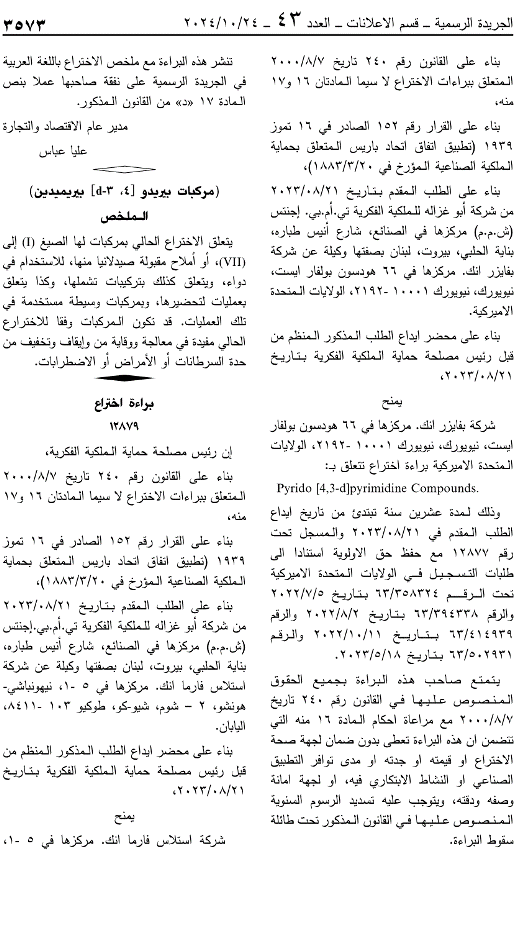 الجريدة الرسمية ـ قسم الاعلانات ـ العدد ٤٣ ـ ٢٠٢٤/١٠/٢٤
٣٥٧٣
بناء على القانون رقم ٢٤٠ تاريخ ٢٠٠٠/٨/٧
المتعلق ببراءات الاختراع لا سيما المادتان ١٦ و١٧
منه،
بناء على القرار رقم ١٥٢ الصادر في ١٦ تموز
١٩٣٩ (تطبيق اتفاق اتحاد باريس المتعلق بحماية
الملكية الصناعية المؤرخ في ١٨٨٣/٣/٢٠)،
بناء على الطلب المقدم بتاريخ ٢٠٢٣/٠٨/٢١
من شركة أبو غزاله للملكية الفكرية تي.أم.بي. إجنتس
(ش.م.م) مركزها في الصنائع، شارع أنيس طباره،
بناية الحلبي، بيروت، لبنان بصفتها وكيلة عن شركة
بفايزر انك. مركزها في ٦٦ هودسون بولفار ايست،
نيويورك، نيويورك ١٠٠٠١ -٢١٩٢، الولايات المتحدة
الاميركية.
بناء على محضر ايداع الطلب المذكور المنظم من
قبل رئيس مصلحة حماية الملكية الفكرية بتاريخ
٢٠٢٣/٠٨/٢١،
يمنح
شركة بفايزر انك. مركزها في ٦٦ هودسون بولفار
ايست، نيويورك، نيويورك ١٠٠٠١ -٢١٩٢، الولايات
المتحدة الاميركية براءة اختراع تتعلق بـ:
Pyrido [4,3-d]pyrimidine Compounds.
وذلك لمدة عشرين سنة تبتدئ من تاريخ ايداع
الطلب المقدم في ٢٠٢٣/٠٨/٢١ والمسجل تحت
رقم ١٢٨٧٧ مع حفظ حق الاولوية استنادا الى
طلبات التسجيل في الولايات المتحدة الاميركية
تحت الرقم ٦٣/٣٥٨٣٢٤ بتاريخ ٢٠٢٢/٧/٥
والرقم ٦٣/٣٩٤٣٣٨ بتاريخ ٢٠٢٢/٨/٢ والرقم
٦٣/٤١٤٩٣٩ بتاريخ ٢٠٢٢/١٠/١١ والرقم
٦٣/٥٠٢٩٣١ بتاريخ ٢٠٢٣/٥/١٨.
يتمتع صاحب هذه البراءة بجميع الحقوق
المنصوص عليها في القانون رقم ٢٤٠ تاريخ
٢٠٠٠/٨/٧ مع مراعاة احكام المادة ١٦ منه التي
تتضمن ان هذه البراءة تعطى بدون ضمان لجهة صحة
الاختراع او قيمته او جدته او مدى توافر التطبيق
الصناعي او النشاط الابتكاري فيه، او لجهة امانة
وصفه ودقته، ويتوجب عليه تسديد الرسوم السنوية
المنصوص عليها في القانون المذكور تحت طائلة
سقوط البراءة.
تنشر هذه البراءة مع ملخص الاختراع باللغة العربية
في الجريدة الرسمية على نفقة صاحبها عملا بنص
المادة ١٧ «د» من القانون المذكور.
مدير عام الاقتصاد والتجارة
عليا عباس
(مركبات بيريدو [٤، ٣-d] بيريميدين)
الملخص
يتعلق الاختراع الحالي بمركبات لها الصيغ (I) إلى
(VII)، أو أملاح مقبولة صيدلانيا منها، للاستخدام في
دواء، ويتعلق كذلك بتركيبات تشملها، وكذا يتعلق
بعمليات لتحضيرها، وبمركبات وسيطة مستخدمة في
تلك العمليات. قد تكون المركبات وفقا للاخترارع
الحالي مفيدة في معالجة ووقاية من وإيقاف وتخفيف من
حدة السرطانات أو الأمراض أو الاضطرابات.
براءة اختراع
١٢٨٧٩
إن رئيس مصلحة حماية الملكية الفكرية،
بناء على القانون رقم ٢٤٠ تاريخ ٢٠٠٠/٨/٧
المتعلق ببراءات الاختراع لا سيما المادتان ١٦ و١٧
منه،
بناء على القرار رقم ١٥٢ الصادر في ١٦ تموز
١٩٣٩ (تطبيق اتفاق اتحاد باريس المتعلق بحماية
الملكية الصناعية المؤرخ في ١٨٨٣/٣/٢٠)،
بناء على الطلب المقدم بتاريخ ٢٠٢٣/٠٨/٢١
من شركة أبو غزاله للملكية الفكرية تي.أم.بي.إجنتس
(ش.م.م) مركزها في الصنائع، شارع أنيس طباره،
بناية الحلبي، بيروت، لبنان بصفتها وكيلة عن شركة
استلاس فارما انك. مركزها في ٥ -١، نيهونباشي-
هونشو، ٢ – شوم، شيو-كو، طوكيو ١٠٣ -٨٤١١،
اليابان.
بناء على محضر ايداع الطلب المذكور المنظم من
قبل رئيس مصلحة حماية الملكية الفكرية بتاريخ
٢٠٢٣/٠٨/٢١،
يمنح
شركة استلاس فارما انك. مركزها في ٥ -١،